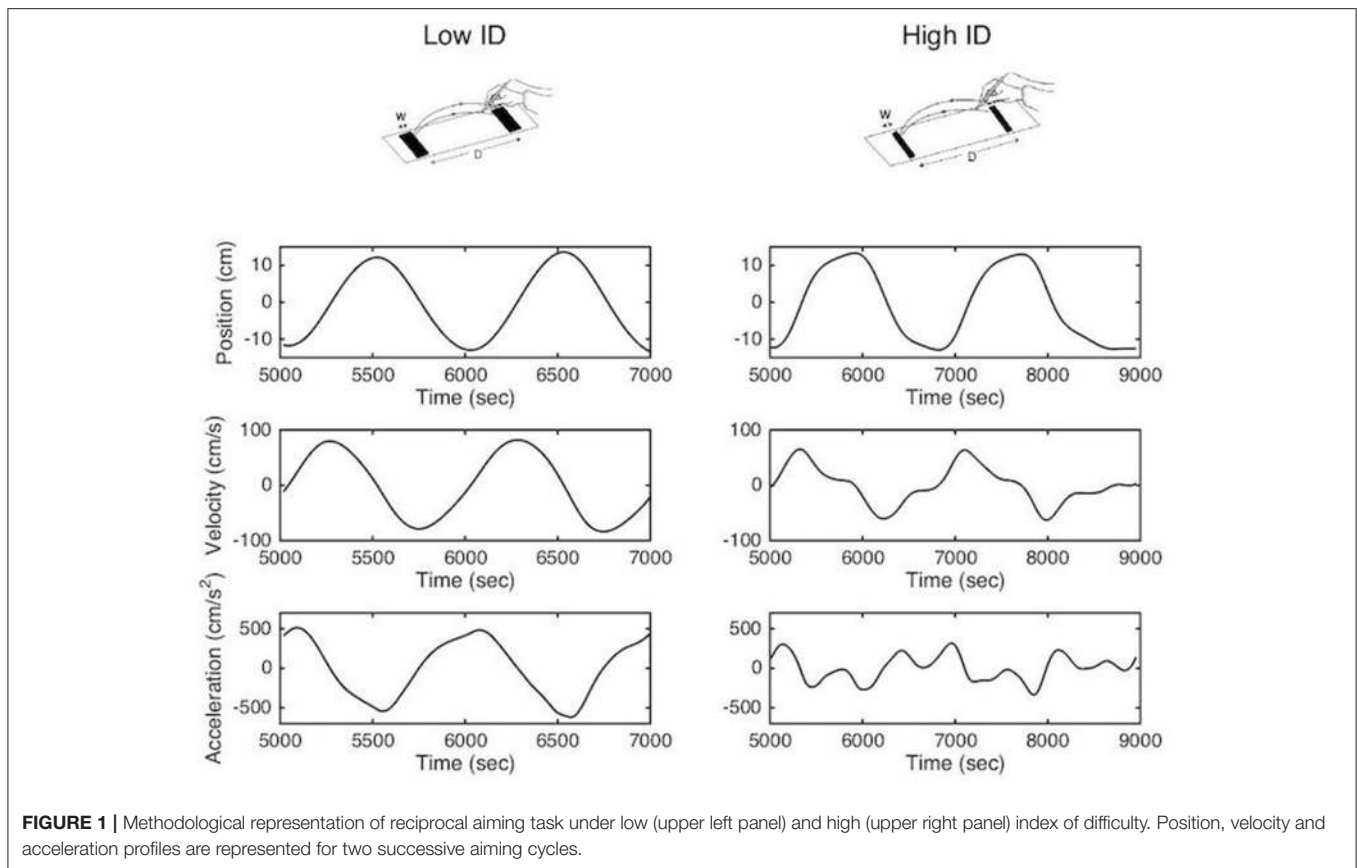 Low ID
High ID
W
D
W
D
Position (cm)
10
0
-10
5000 5500 6000 6500 7000
Time (sec)
10
0
-10
5000 6000 7000 8000 9000
Time (sec)
Velocity (cm/s)
100
0
-100
5000 5500 6000 6500 7000
Time (sec)
100
0
-100
5000 6000 7000 8000 9000
Time (sec)
Acceleration (cm/s²)
500
0
-500
5000 5500 6000 6500 7000
Time (sec)
500
0
-500
5000 6000 7000 8000 9000
Time (sec)
FIGURE 1 | Methodological representation of reciprocal aiming task under low (upper left panel) and high (upper right panel) index of difficulty. Position, velocity and
acceleration profiles are represented for two successive aiming cycles.